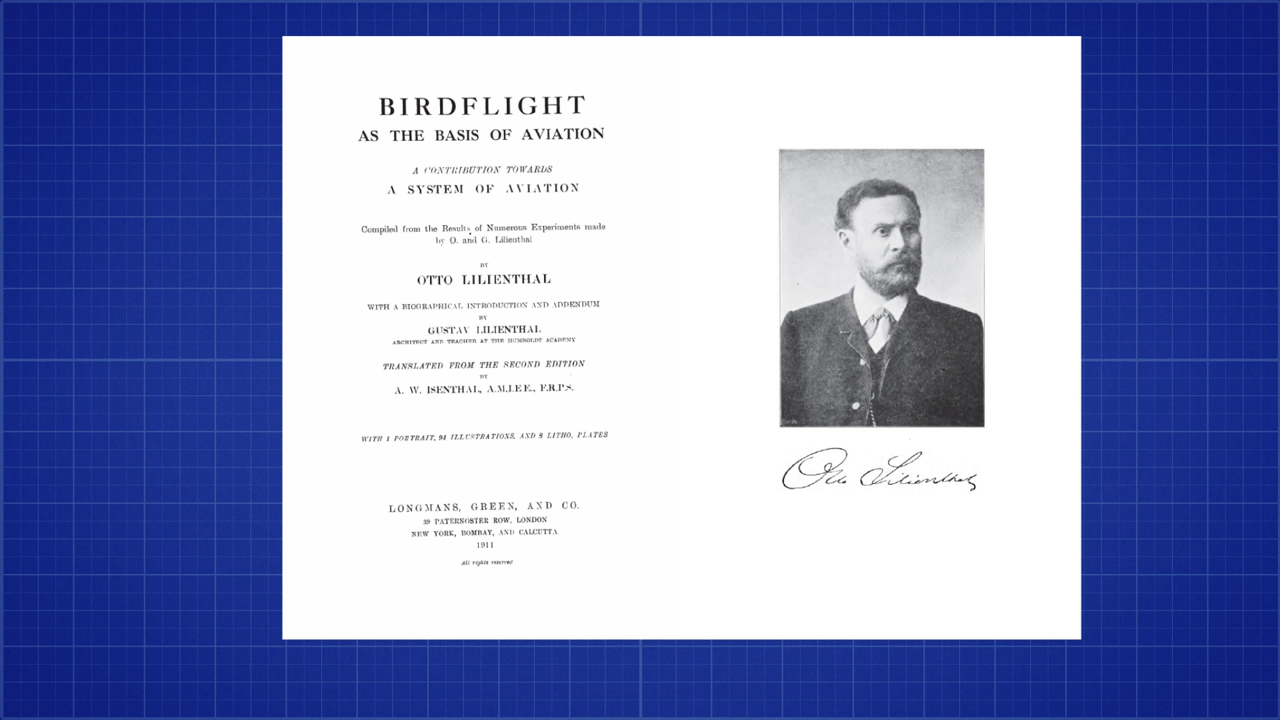 BIRDFLIGHT
AS THE BASIS OF AVIATION
A CONTRIBUTION TOWARDS
A SYSTEM OF AVIATION
Compiled from the Results of Numerous Experiments made
by O. and G. Lilienthal
BY
OTTO LILIENTHAL
WITH A BIOGRAPHICAL INTRODUCTION AND ADDENDUM
BY
GUSTAV LILIENTHAL
ARCHITECT AND TEACHER AT THE HUMBOLDT ACADEMY
TRANSLATED FROM THE SECOND EDITION
BY
A. W. ISENTHAL, A.M.I.E.E., F.R.P.S.
WITH 1 PORTRAIT, 94 ILLUSTRATIONS, AND 8 LITHO. PLATES
LONGMANS, GREEN, AND CO.
39 PATERNOSTER ROW, LONDON
NEW YORK, BOMBAY, AND CALCUTTA
1911
All rights reserved
Otto Lilienthal